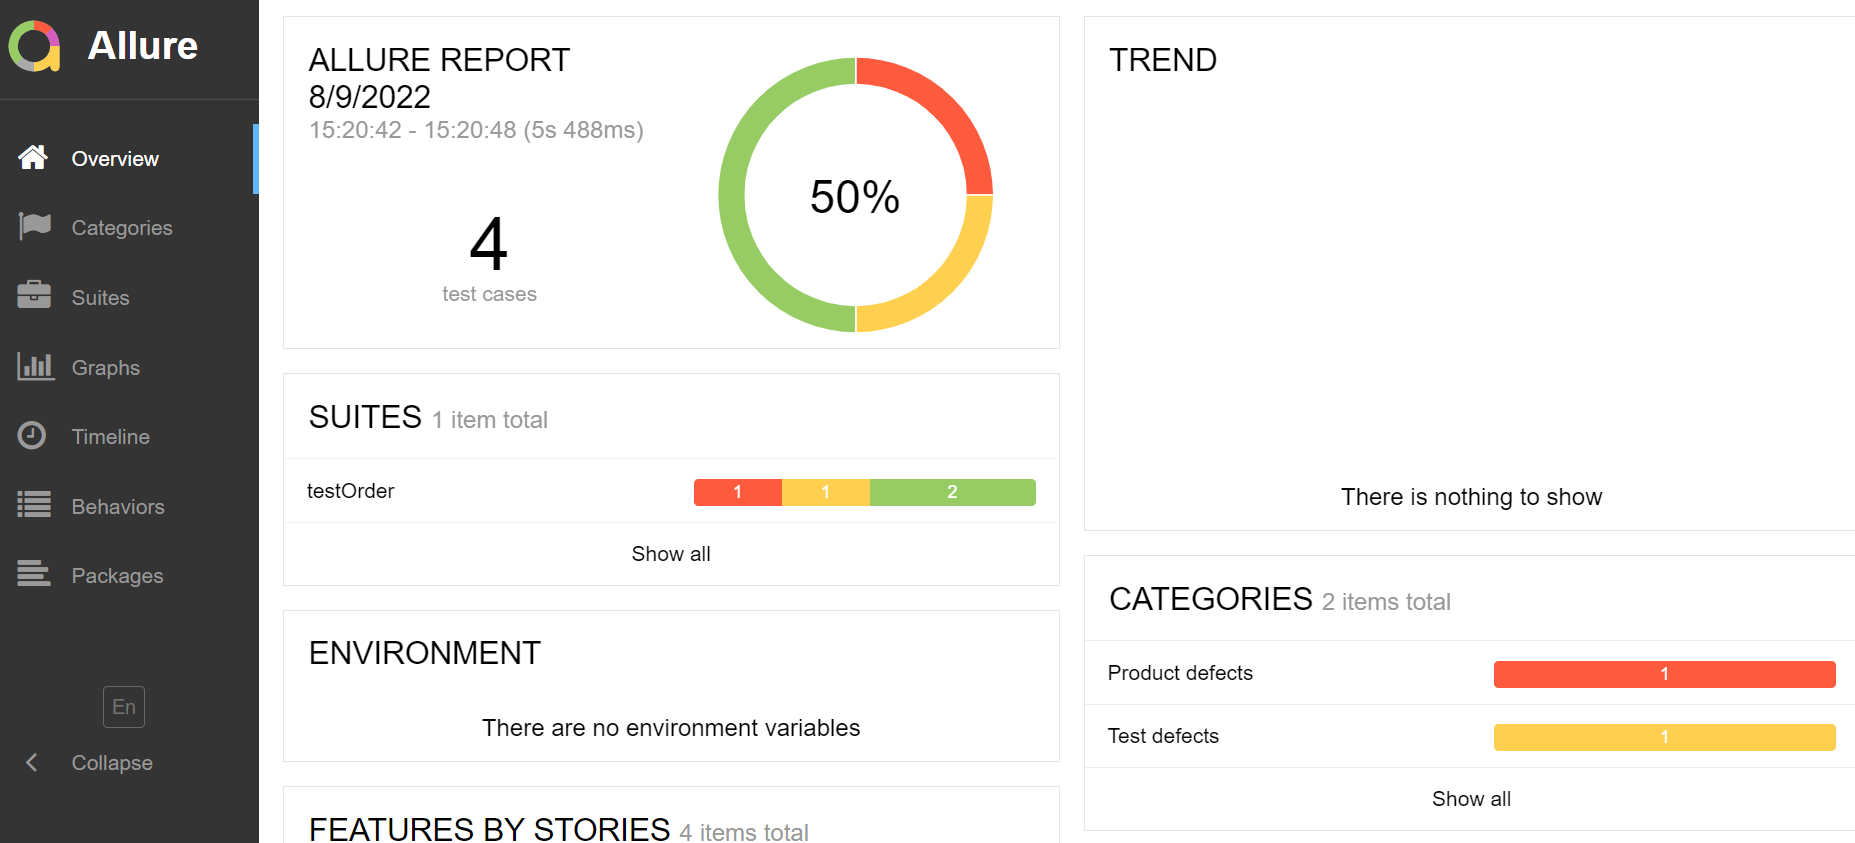 Allure
Overview
Categories
Suites
Graphs
Timeline
Behaviors
Packages
En
Collapse
ALLURE REPORT
8/9/2022
15:20:42 - 15:20:48 (5s 488ms)
4
test cases
50%
SUITES 1 item total
testOrder 1 1 2
Show all
ENVIRONMENT
There are no environment variables
FEATURES BY STORIES 4 items total
TREND
There is nothing to show
CATEGORIES 2 items total
Product defects 1
Test defects 1
Show all